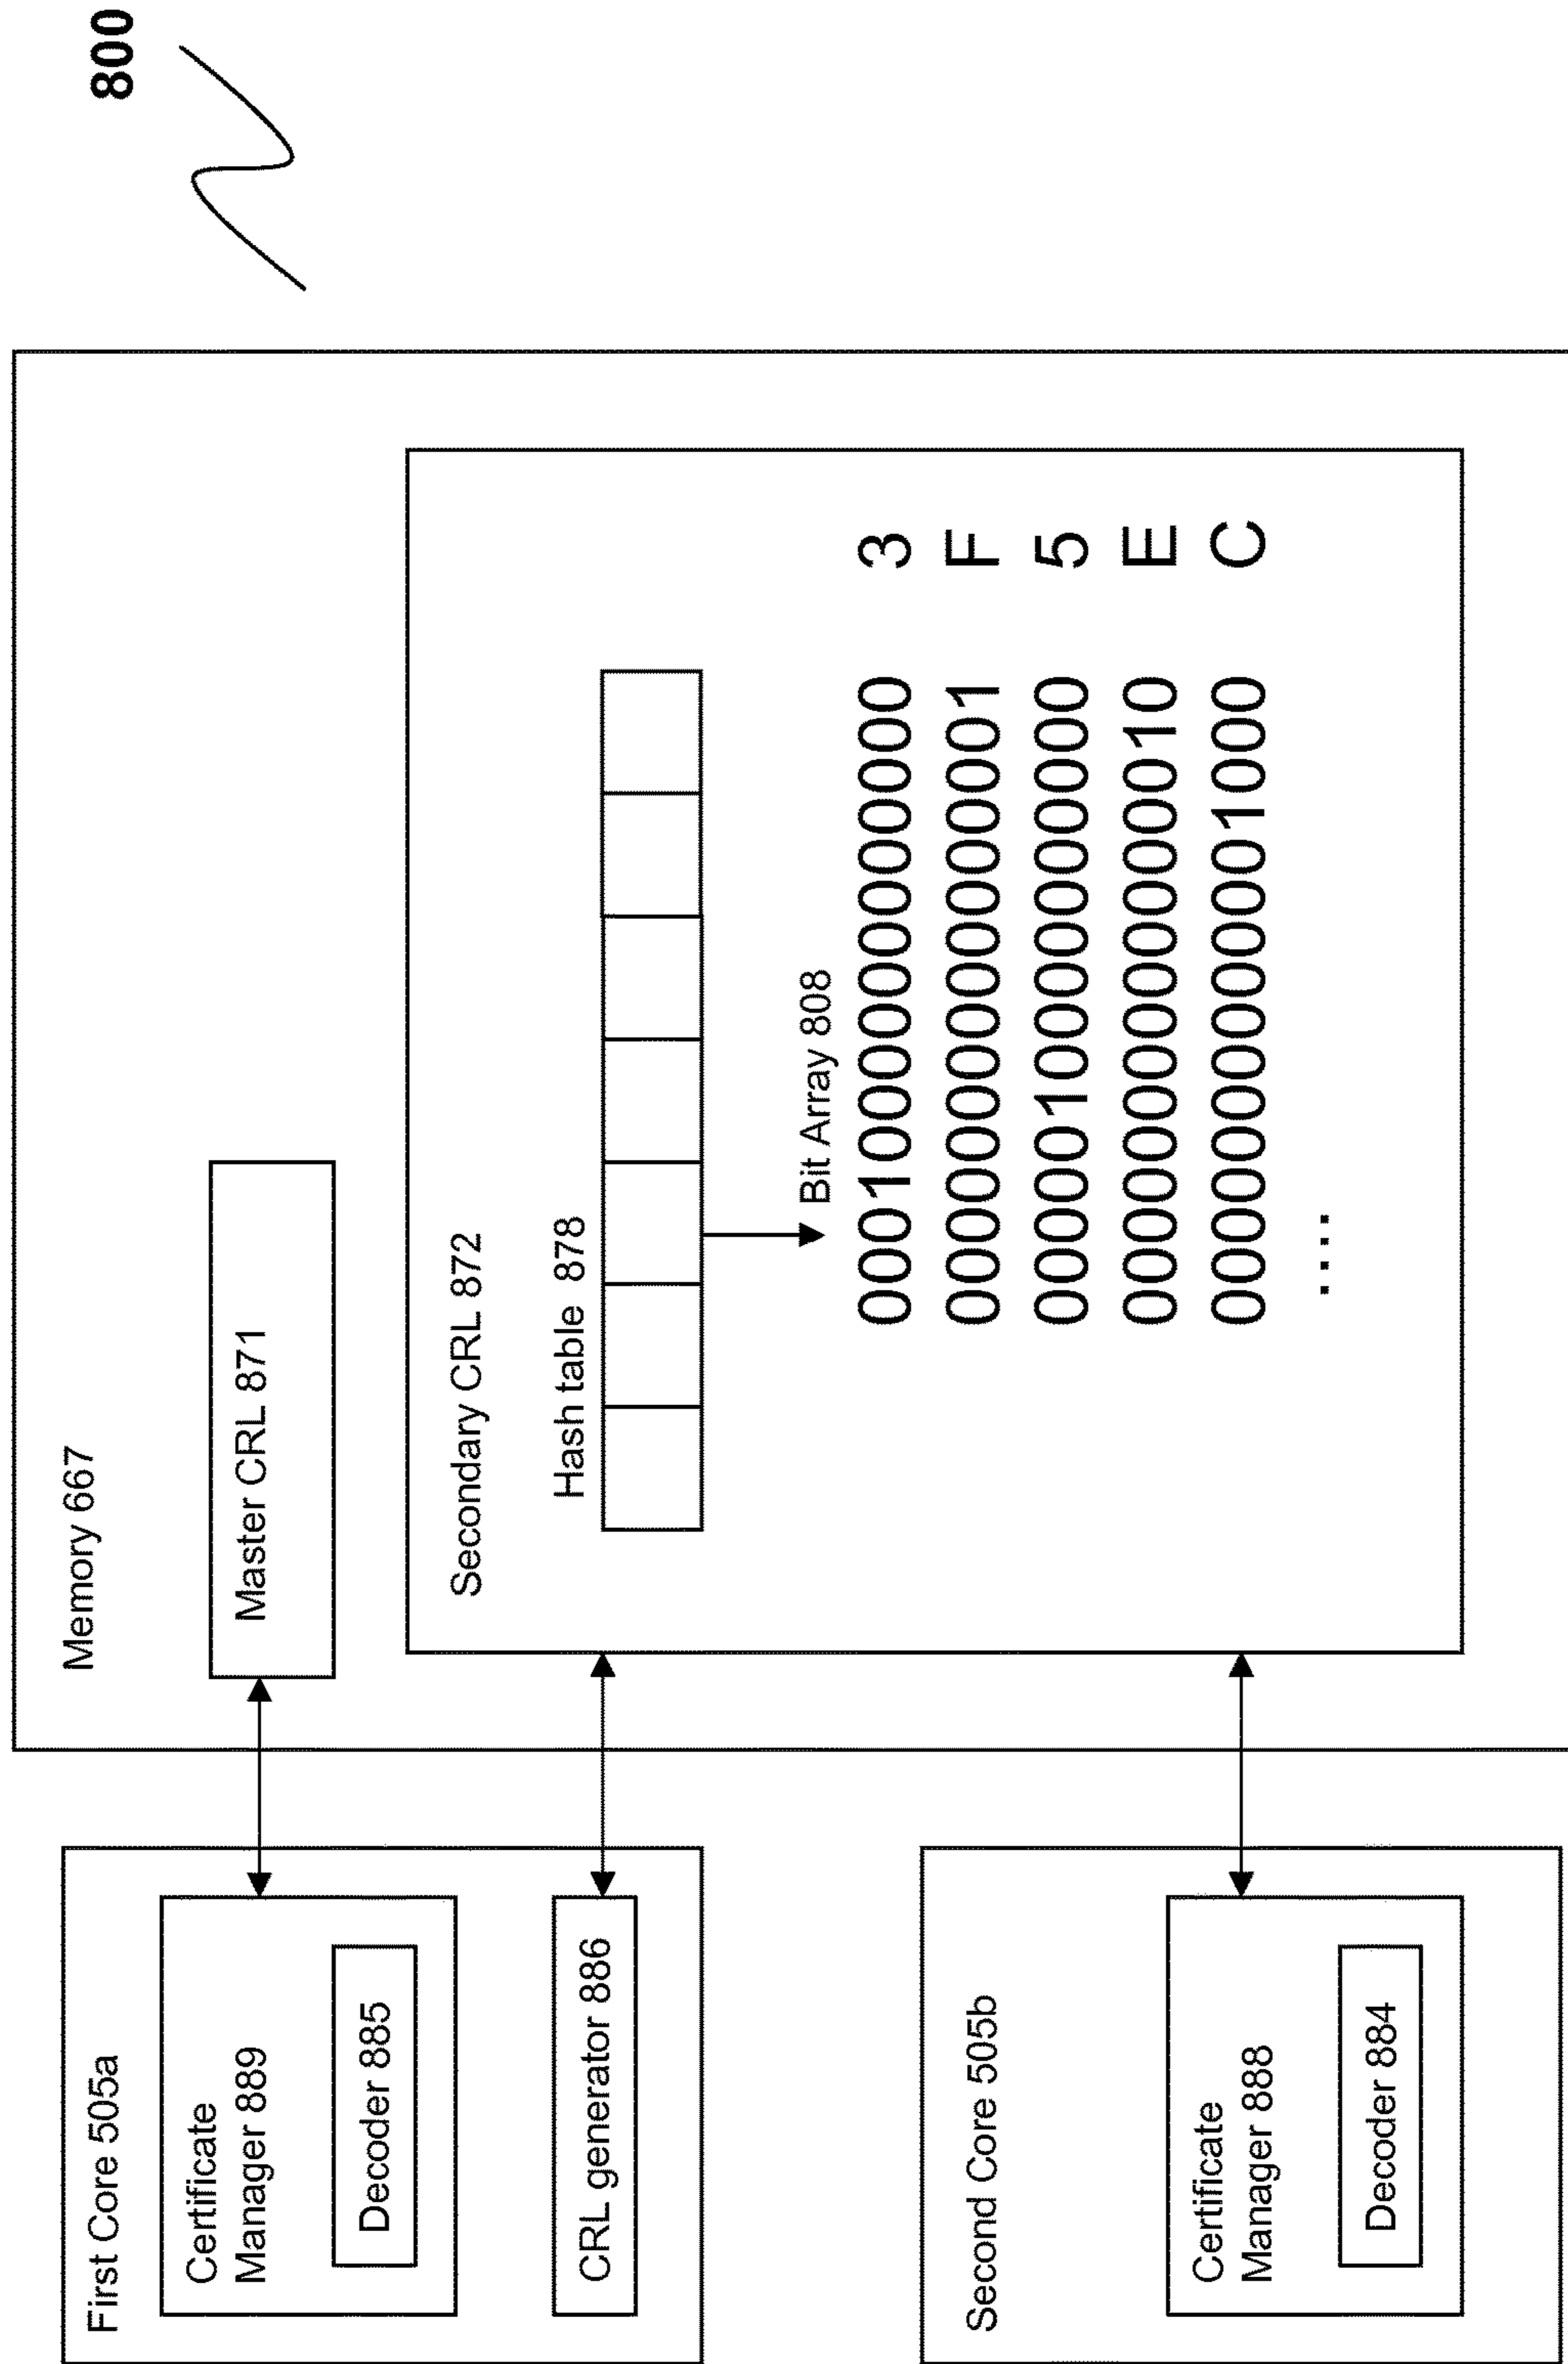 800
First Core 505a
Certificate
Manager 889
Decoder 885
CRL generator 886
Second Core 505b
Certificate
Manager 888
Decoder 884
Memory 667
Master CRL 871
Secondary CRL 872
Hash table 878
Bit Array 808
0001000000000000 3
0000000000000001 F
0000010000000000 5
0000000000000010 E
0000000000001000 C
....